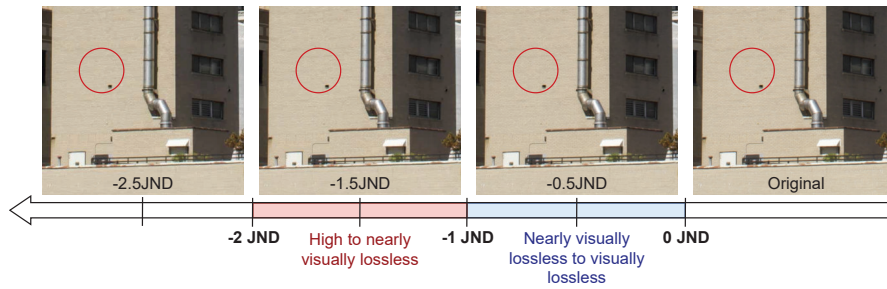 -2.5JND
-1.5JND
-0.5JND
Original
-2 JND
High to nearly
visually lossless
-1 JND
Nearly visually
lossless to visually
lossless
0 JND